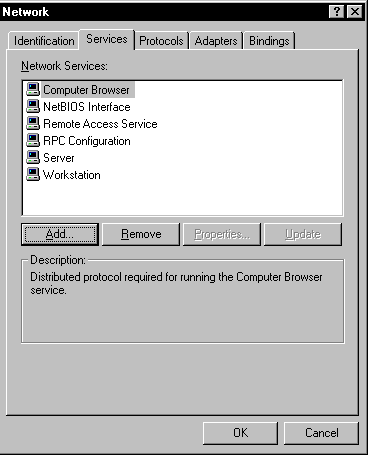 Network
Identification Services Protocols Adapters Bindings
Network Services:
Computer Browser
NetBIOS Interface
Remote Access Service
RPC Configuration
Server
Workstation
Add... Remove Properties... Update
Description:
Distributed protocol required for running the Computer Browser
service.
OK Cancel